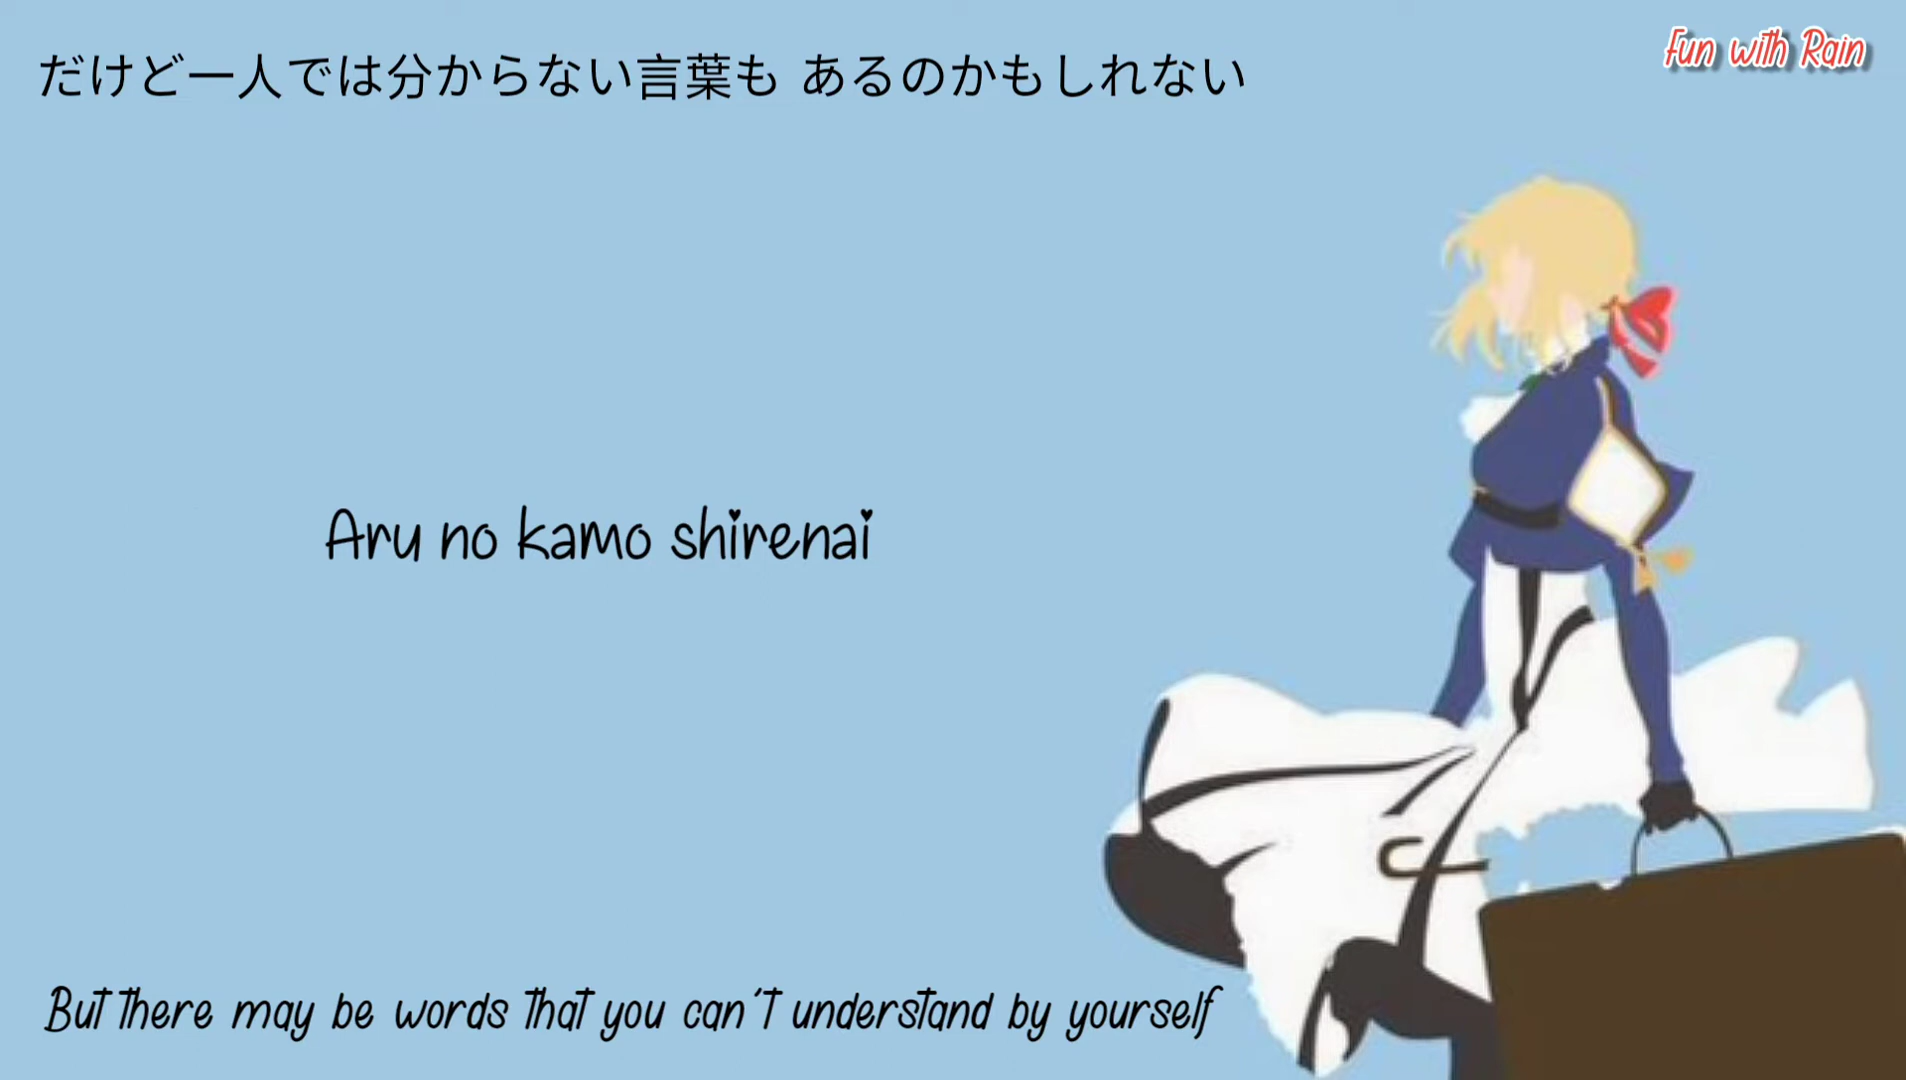 だけど一人では分からない言葉も あるのかもしれない
Fun with Rain
Aru no kamo shirenai
But there may be words that you can't understand by yourself